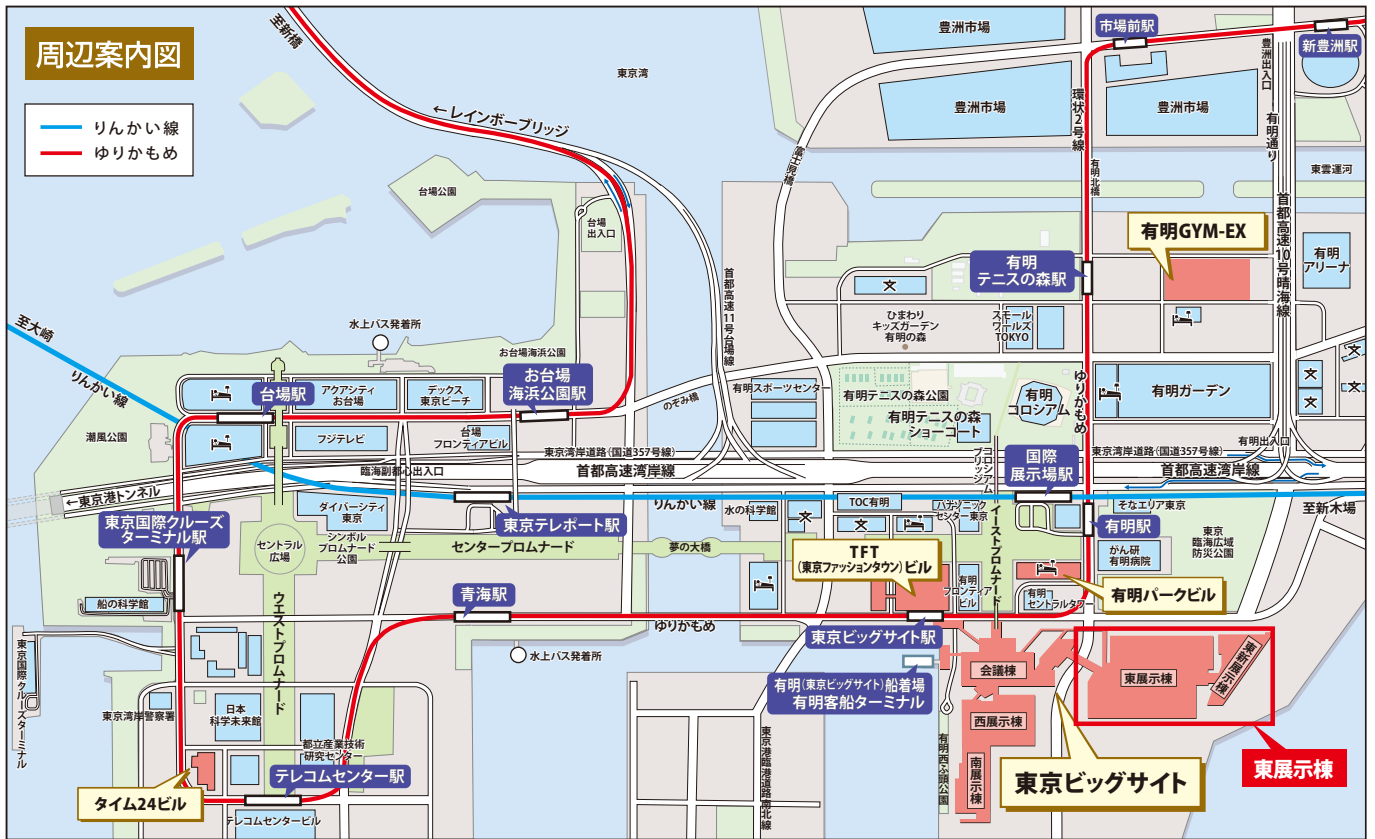 周辺案内図
りんかい線
ゆりかもめ
至新橋
東京湾
←レインボーブリッジ
豊洲市場
市場前駅
新豊洲駅
豊洲出入口
豊洲市場
豊洲市場
環状2号線
有明通り
富士見橋
有明北橋
東雲運河
台場公園
台場
出入口
首都高速11号台場線
首都高速10号晴海線
有明GYM-EX
有明
アリーナ
有明
テニスの森駅
文
ひまわり
キッズガーデン
有明の森
スモール
ワールズ
TOKYO
至大崎
りんかい線
水上バス発着所
お台場海浜公園
台場駅
アクアシティ
お台場
デックス
東京ビーチ
お台場
海浜公園駅
のぞみ橋
有明スポーツセンター
有明テニスの森公園
有明テニスの森
ショーコート
有明
コロシアム
ゆりかもめ
有明ガーデン
文
文
文
文
潮風公園
フジテレビ
台場
フロンティアビル
東京湾岸道路(国道357号線)
首都高速湾岸線
臨海副都心出入口
コロシアム
ブリッジ
国際
展示場駅
東京湾岸道路(国道357号線)
有明出入口
首都高速湾岸線
←東京港トンネル
りんかい線
東京テレポート駅
ダイバーシティ
東京
水の科学館
文
TOC有明
文
パナソニック
センター東京
イーストプロムナード
有明駅
そなエリア東京
至新木場
東京国際クルーズ
ターミナル駅
セントラル
広場
シンボル
プロムナード
公園
センタープロムナード
夢の大橋
TFT
(東京ファッションタウン)ビル
がん研
有明病院
東京
臨海広域
防災公園
船の科学館
ウエストプロムナード
青海駅
有明
フロンティア
ビル
有明
セントラルタワー
有明パークビル
ゆりかもめ
東京ビッグサイト駅
水上バス発着所
有明(東京ビッグサイト)船着場
有明客船ターミナル
会議棟
東展示棟
東新展示棟
東京国際クルーズターミナル
東京湾岸警察署
日本
科学未来館
都立産業技術
研究センター
西展示棟
南展示棟
有明西ふ頭公園
東京港臨港道路南北線
タイム24ビル
テレコムセンター駅
テレコムセンタービル
東京ビッグサイト
東展示棟